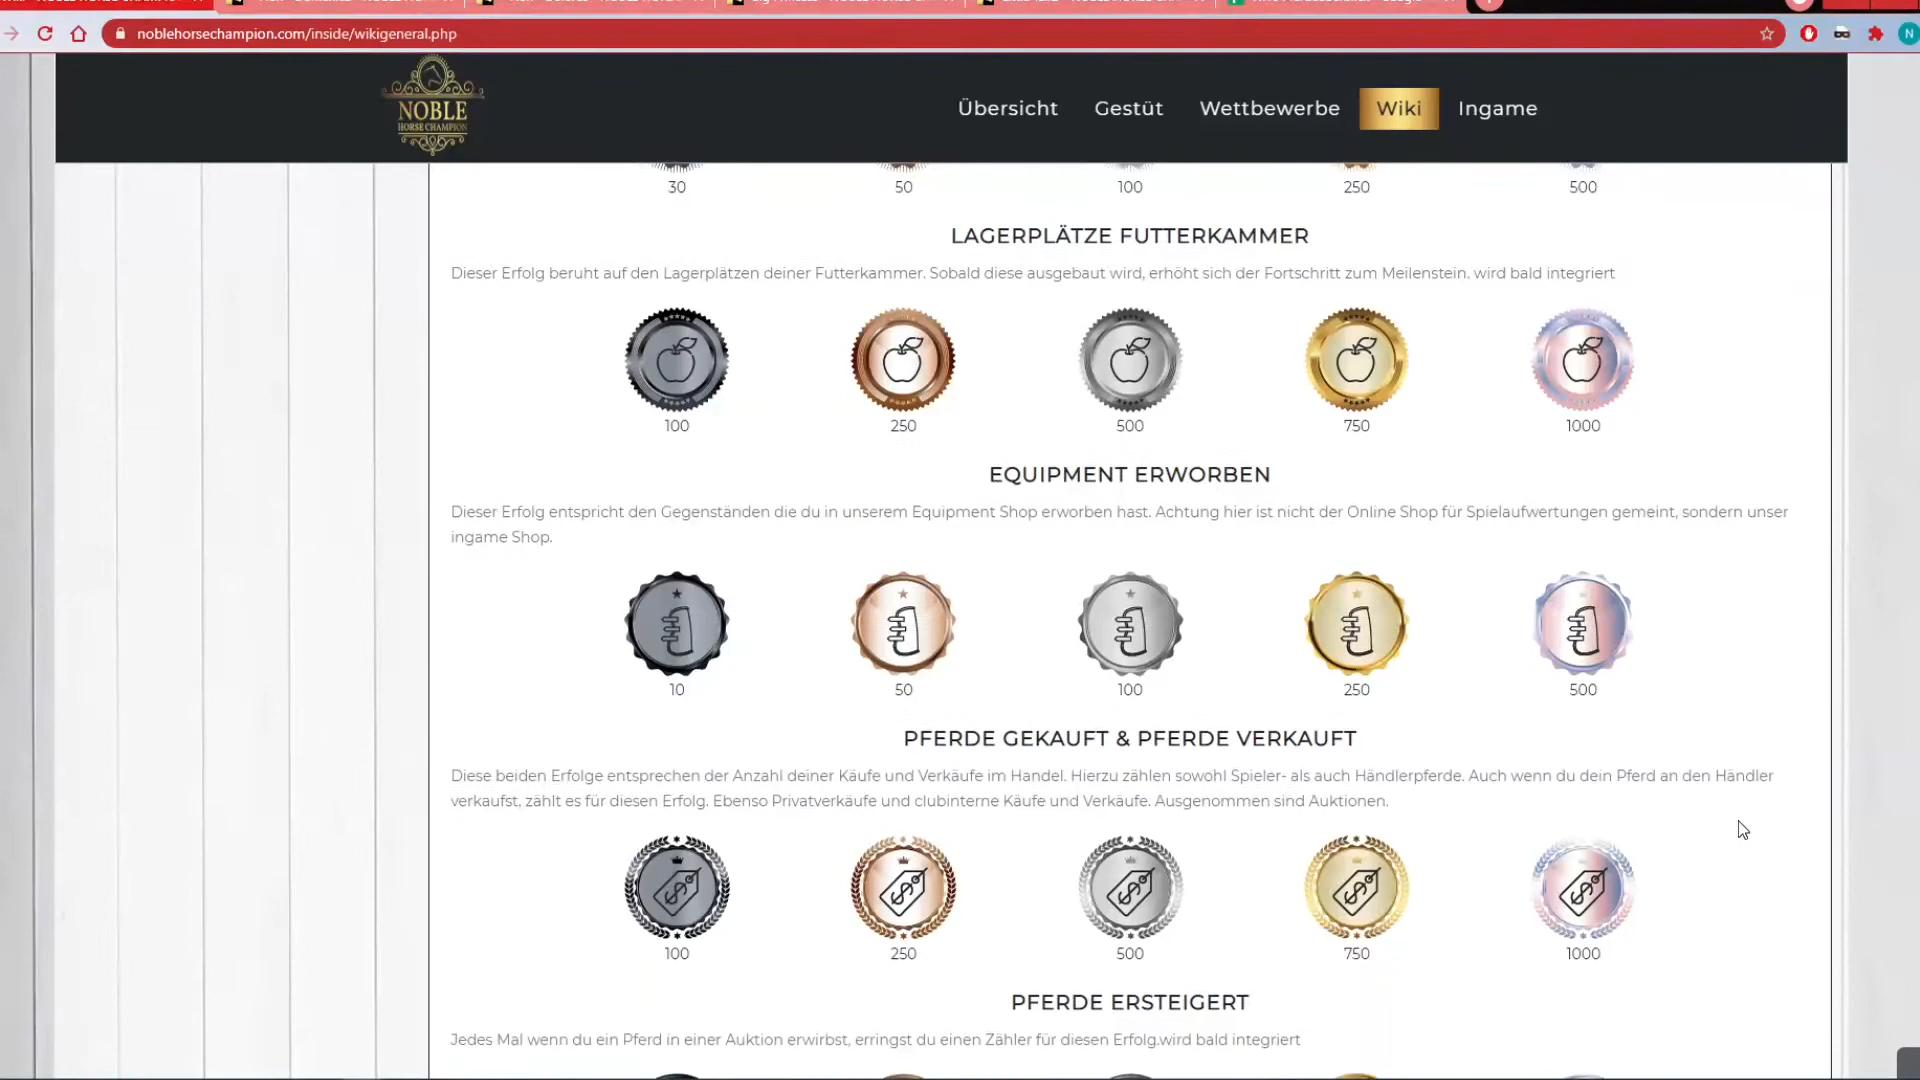 noblehorsechampion.com/inside/wikigeneral.php
N
NOBLE
HORSE CHAMPION
Übersicht Gestüt Wettbewerbe Wiki Ingame
30 50 100 250 500
LAGERPLÄTZE FUTTERKAMMER
Dieser Erfolg beruht auf den Lagerplätzen deiner Futterkammer. Sobald diese ausgebaut wird, erhöht sich der Fortschritt zum Meilenstein. wird bald integriert
100 250 500 750 1000
EQUIPMENT ERWORBEN
Dieser Erfolg entspricht den Gegenständen die du in unserem Equipment Shop erworben hast. Achtung hier ist nicht der Online Shop für Spielaufwertungen gemeint, sondern unser
ingame Shop.
10 50 100 250 500
PFERDE GEKAUFT & PFERDE VERKAUFT
Diese beiden Erfolge entsprechen der Anzahl deiner Käufe und Verkäufe im Handel. Hierzu zählen sowohl Spieler- als auch Händlerpferde. Auch wenn du dein Pferd an den Händler
verkaufst, zählt es für diesen Erfolg. Ebenso Privatverkäufe und clubinterne Käufe und Verkäufe. Ausgenommen sind Auktionen.
100 250 500 750 1000
PFERDE ERSTEIGERT
Jedes Mal wenn du ein Pferd in einer Auktion erwirbst, erringst du einen Zähler für diesen Erfolg.wird bald integriert